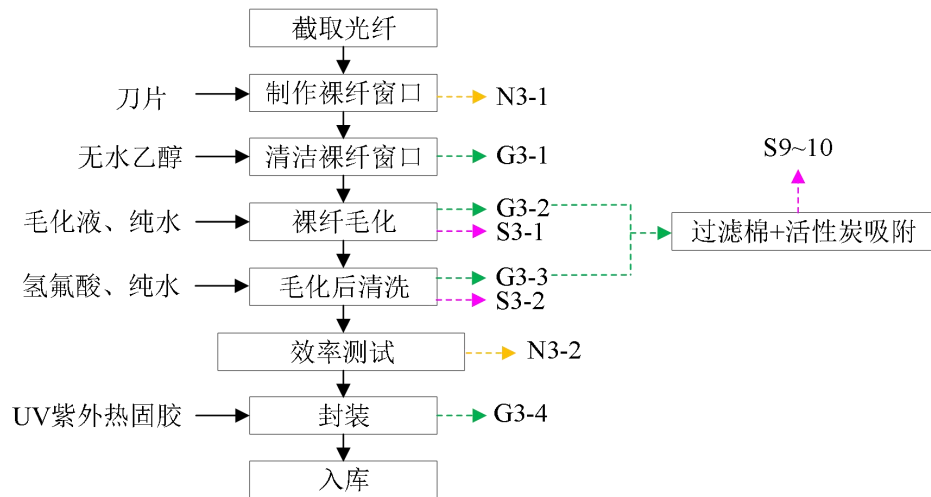 截取光纤
刀片
制作裸纤窗口
N3-1
无水乙醇
清洁裸纤窗口
G3-1
S9~10
毛化液、纯水
裸纤毛化
G3-2
S3-1
过滤棉+活性炭吸附
氢氟酸、纯水
毛化后清洗
G3-3
S3-2
效率测试
N3-2
UV紫外热固胶
封装
G3-4
入库